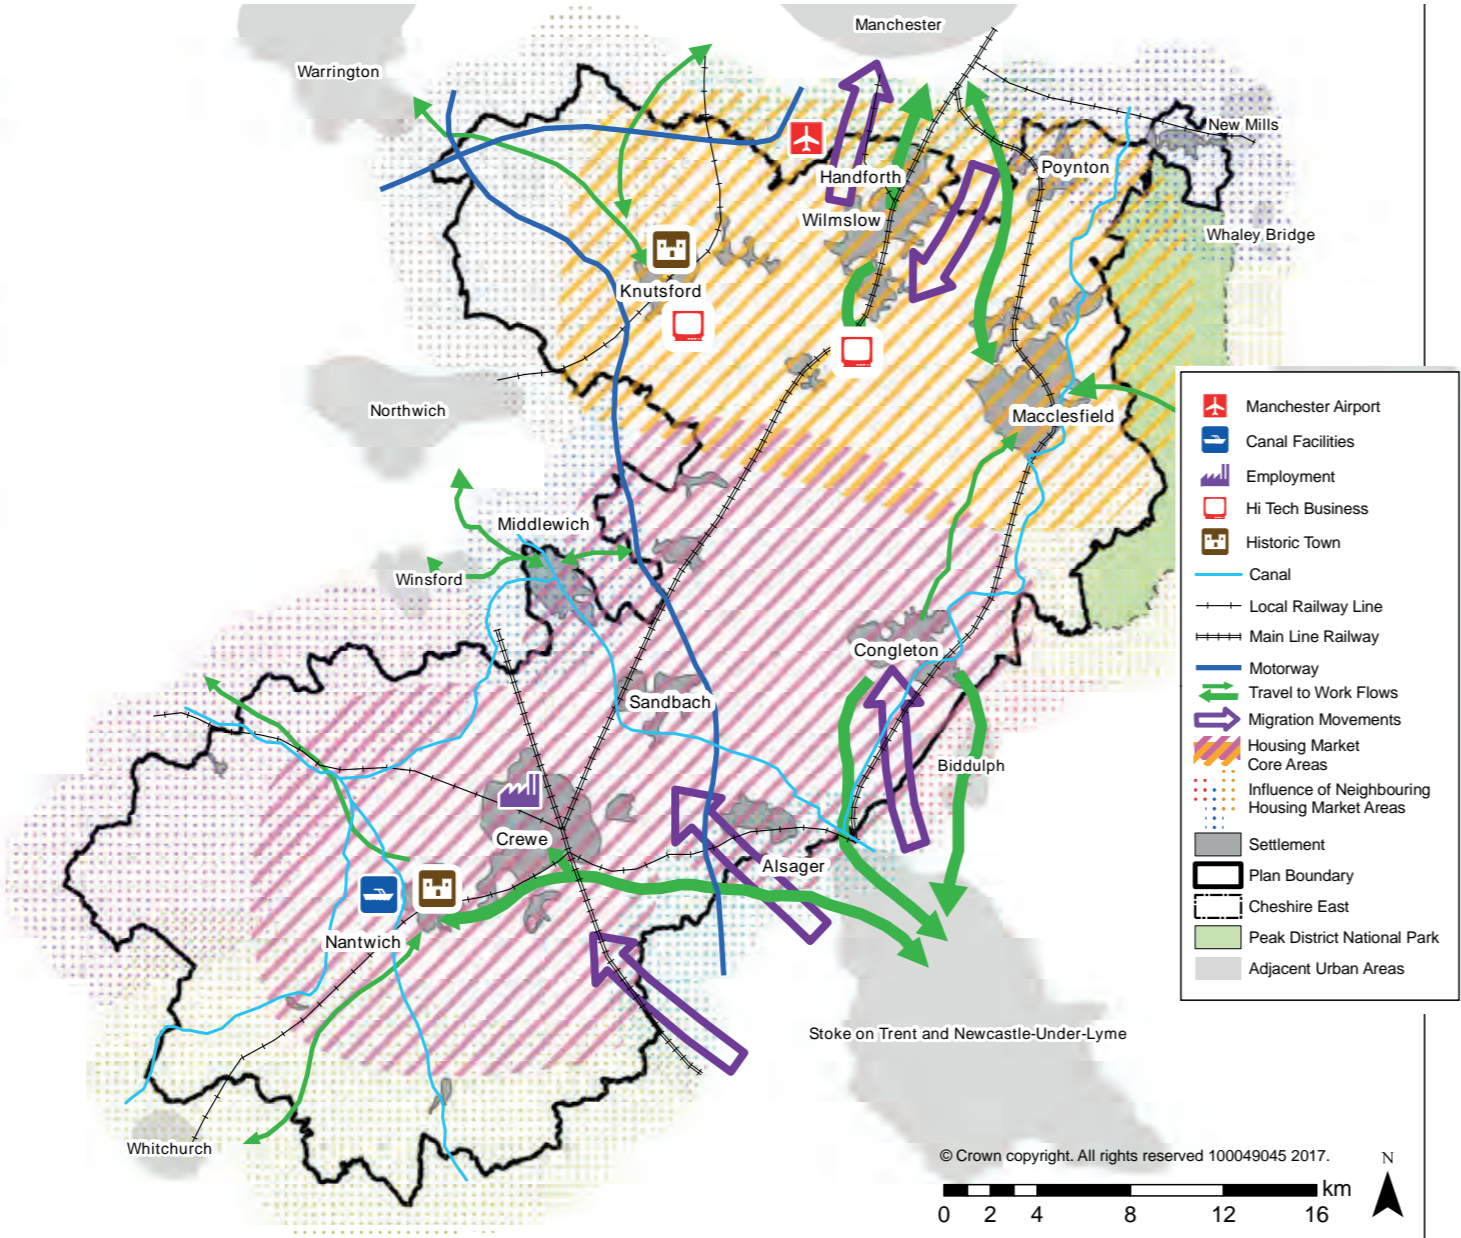 Manchester
Warrington
New Mills
Poynton
Handforth
Wilmslow
Whaley Bridge
Knutsford
Northwich
Macclesfield
Middlewich
Winsford
Congleton
Sandbach
Biddulph
Crewe
Alsager
Nantwich
Stoke on Trent and Newcastle-Under-Lyme
Whitchurch
Manchester Airport
Canal Facilities
Employment
Hi Tech Business
Historic Town
Canal
Local Railway Line
Main Line Railway
Motorway
Travel to Work Flows
Migration Movements
Housing Market
Core Areas
Influence of Neighbouring
Housing Market Areas
Settlement
Plan Boundary
Cheshire East
Peak District National Park
Adjacent Urban Areas
© Crown copyright. All rights reserved 100049045 2017.
N
km
0 2 4 8 12 16